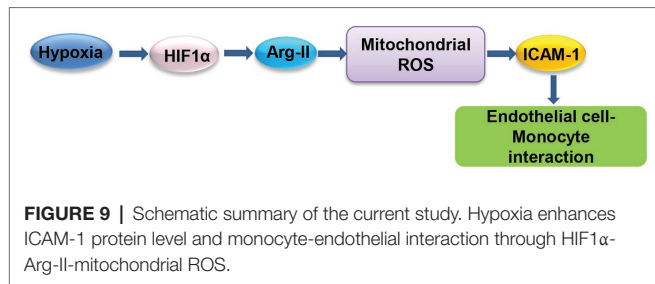 Hypoxia
HIF1α
Arg-II
Mitochondrial
ROS
ICAM-1
Endothelial cell-
Monocyte
interaction
FIGURE 9 | Schematic summary of the current study. Hypoxia enhances
ICAM-1 protein level and monocyte-endothelial interaction through HIF1α-
Arg-II-mitochondrial ROS.